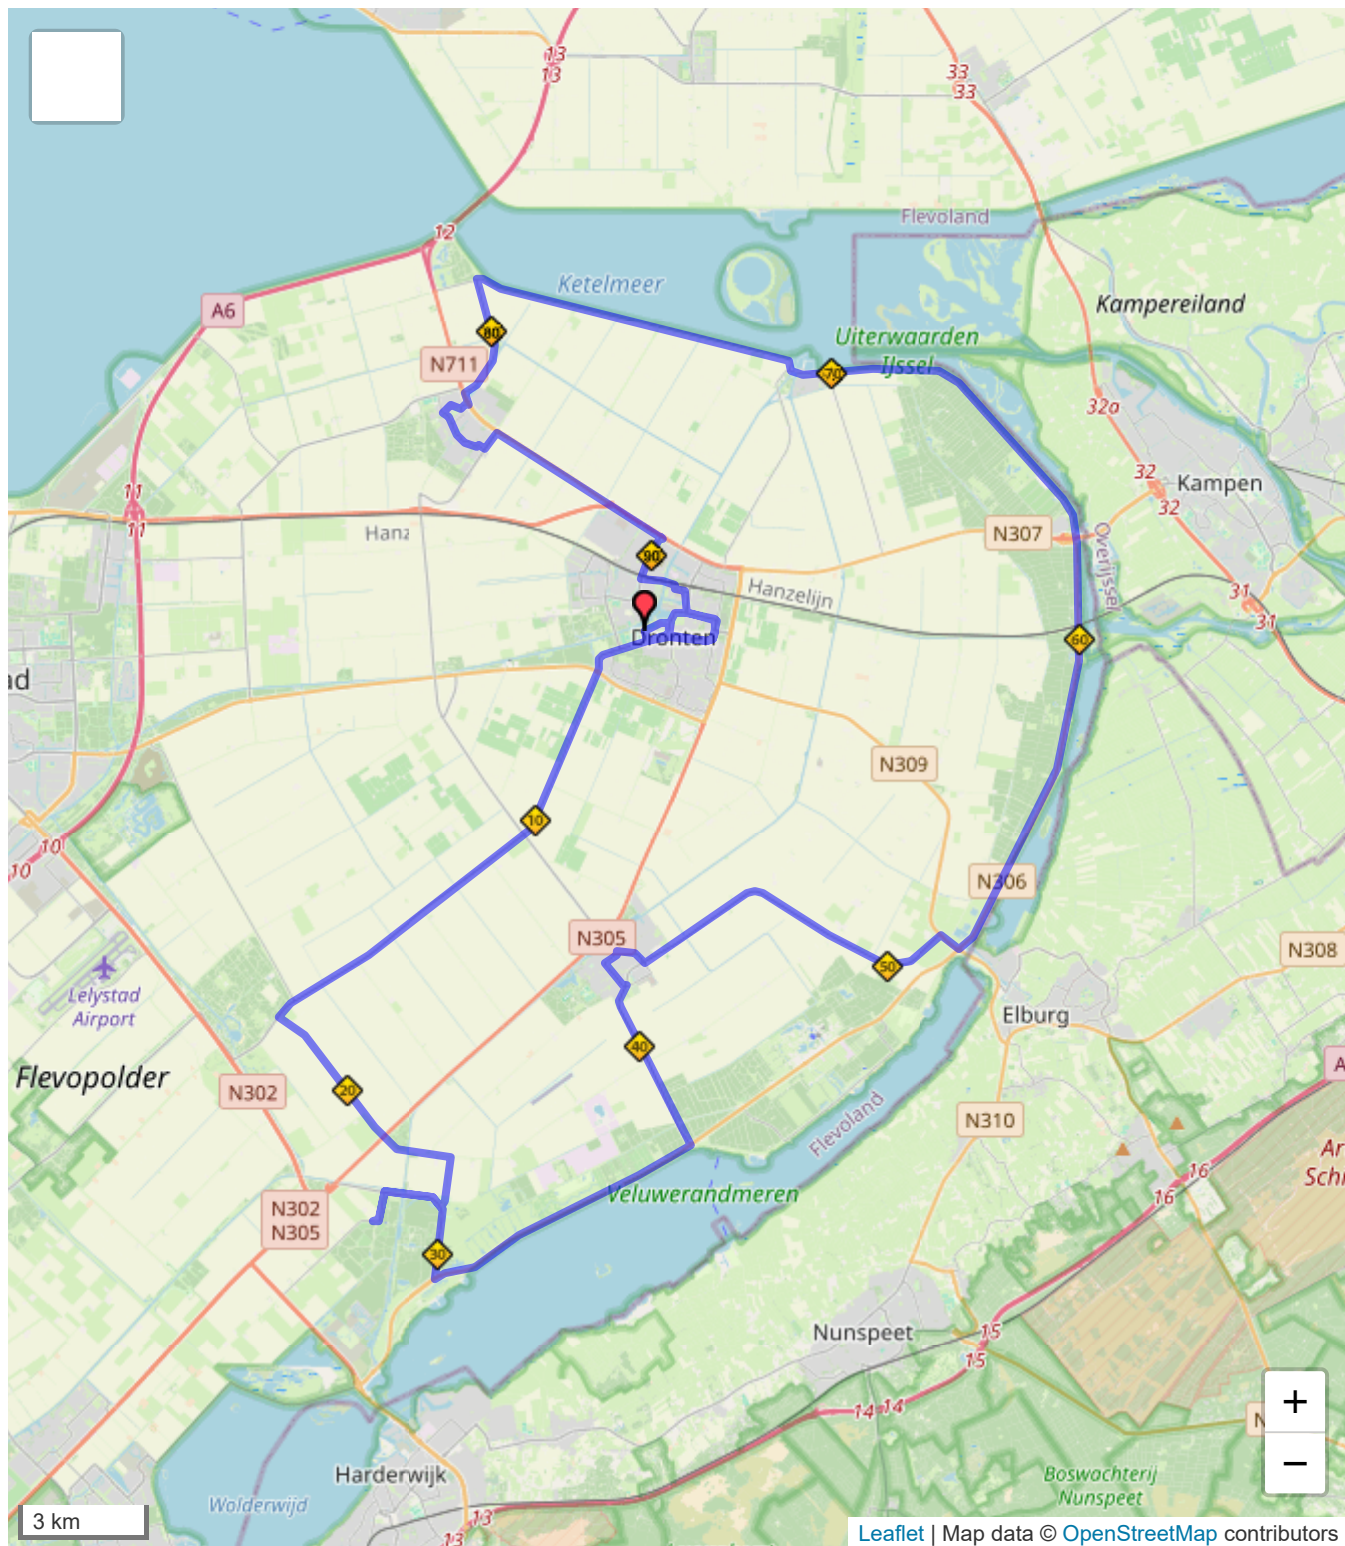 13
13
33
33
Flevoland
12
Ketelmeer
A6
Kampereiland
80
Uiterwaarden
IJssel
N711
70
32a
32
32
Kampen
11
11
Hanz
N307
Overijssel
90
Hanzelijn
31
31
Dronten
60
ad
N309
10
10
10
N306
N305
50
N308
Lelystad
Airport
Elburg
40
Flevopolder
N302
20
A
N310
Flevoland
Ar
Sch
16
16
Veluwerandmeren
N302
N305
30
Nunspeet
15
15
14
14
N
+
−
Harderwijk
Boswachterij
Nunspeet
Wolderwijd
13
13
3 km
Leaflet | Map data © OpenStreetMap contributors